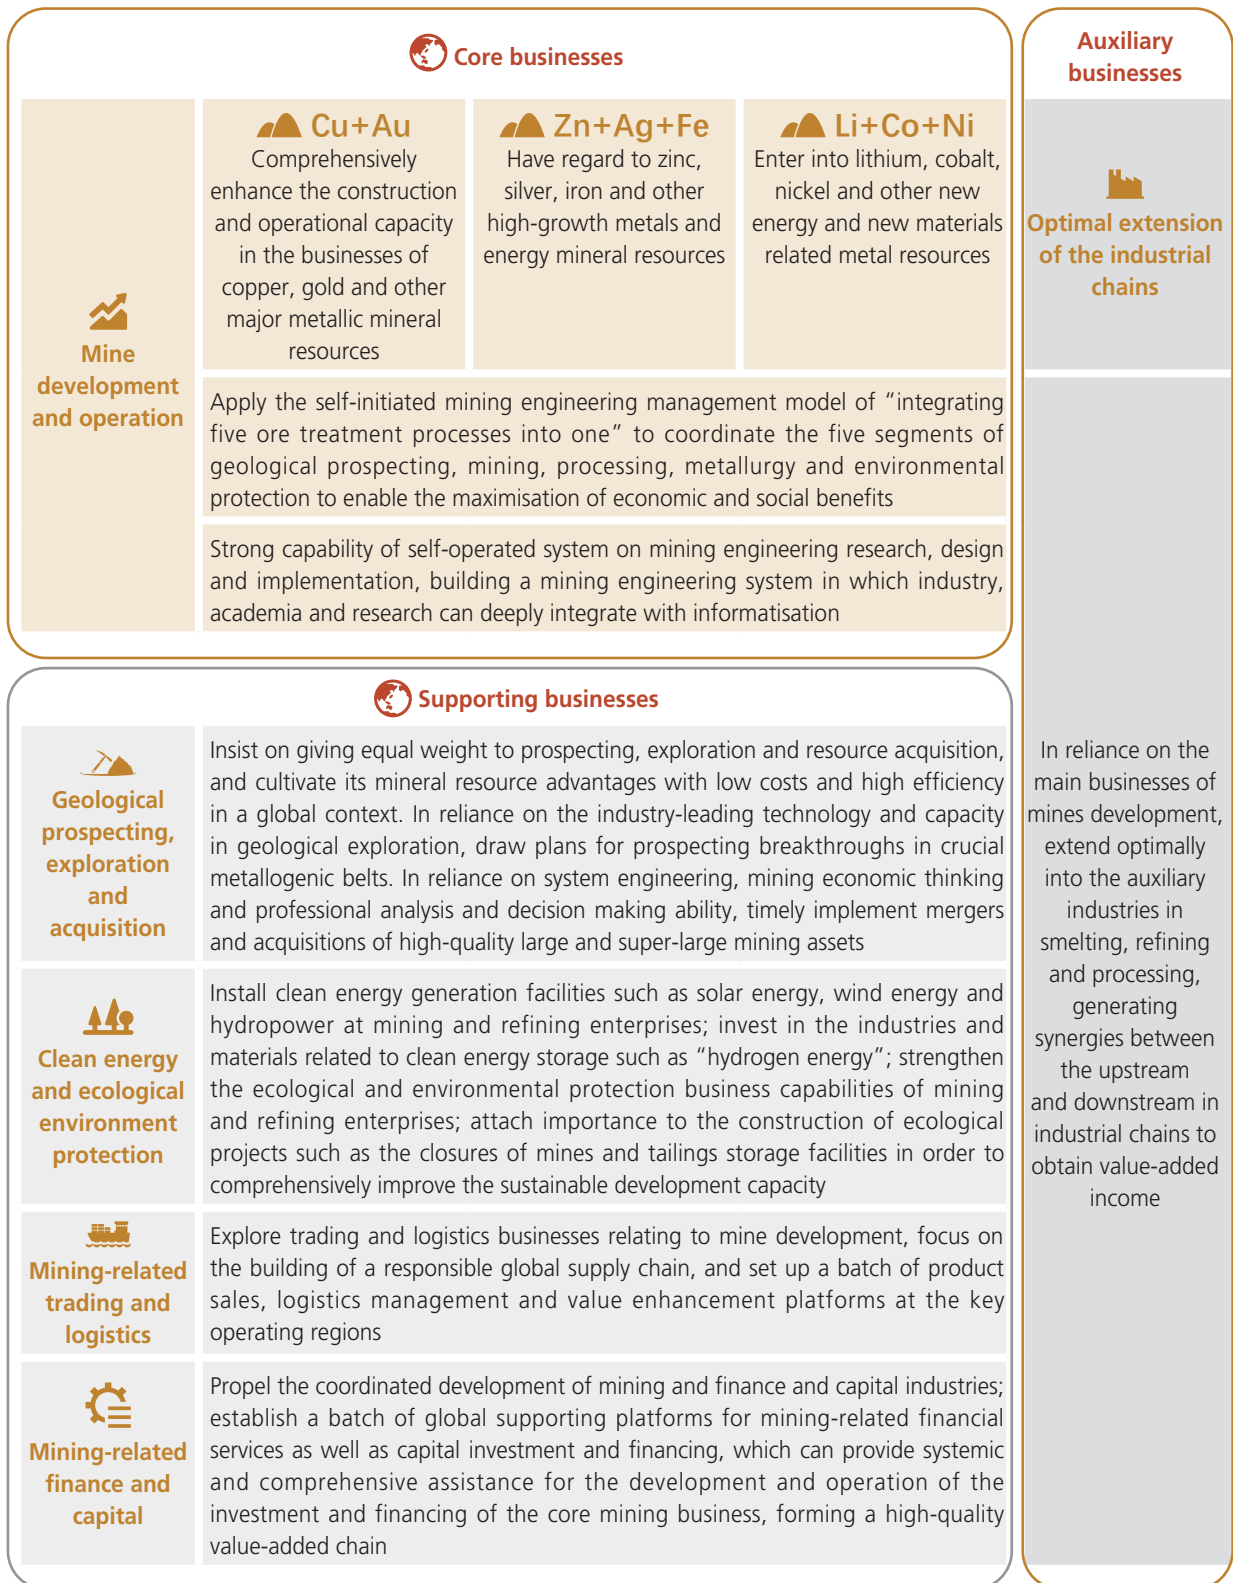 Core businesses
Mine
development
and operation
Cu+Au
Comprehensively
enhance the construction
and operational capacity
in the businesses of
copper, gold and other
major metallic mineral
resources
Zn+Ag+Fe
Have regard to zinc,
silver, iron and other
high-growth metals and
energy mineral resources
Li+Co+Ni
Enter into lithium, cobalt,
nickel and other new
energy and new materials
related metal resources
Apply the self-initiated mining engineering management model of “integrating
five ore treatment processes into one” to coordinate the five segments of
geological prospecting, mining, processing, metallurgy and environmental
protection to enable the maximisation of economic and social benefits
Strong capability of self-operated system on mining engineering research, design
and implementation, building a mining engineering system in which industry,
academia and research can deeply integrate with informatisation
Supporting businesses
Geological
prospecting,
exploration
and
acquisition
Insist on giving equal weight to prospecting, exploration and resource acquisition,
and cultivate its mineral resource advantages with low costs and high efficiency
in a global context. In reliance on the industry-leading technology and capacity
in geological exploration, draw plans for prospecting breakthroughs in crucial
metallogenic belts. In reliance on system engineering, mining economic thinking
and professional analysis and decision making ability, timely implement mergers
and acquisitions of high-quality large and super-large mining assets
Clean energy
and ecological
environment
protection
Install clean energy generation facilities such as solar energy, wind energy and
hydropower at mining and refining enterprises; invest in the industries and
materials related to clean energy storage such as “hydrogen energy”; strengthen
the ecological and environmental protection business capabilities of mining
and refining enterprises; attach importance to the construction of ecological
projects such as the closures of mines and tailings storage facilities in order to
comprehensively improve the sustainable development capacity
Mining-related
trading and
logistics
Explore trading and logistics businesses relating to mine development, focus on
the building of a responsible global supply chain, and set up a batch of product
sales, logistics management and value enhancement platforms at the key
operating regions
Mining-related
finance and
capital
Propel the coordinated development of mining and finance and capital industries;
establish a batch of global supporting platforms for mining-related financial
services as well as capital investment and financing, which can provide systemic
and comprehensive assistance for the development and operation of the
investment and financing of the core mining business, forming a high-quality
value-added chain
Auxiliary
businesses
Optimal extension
of the industrial
chains
In reliance on the
main businesses of
mines development,
extend optimally
into the auxiliary
industries in
smelting, refining
and processing,
generating
synergies between
the upstream
and downstream in
industrial chains to
obtain value-added
income